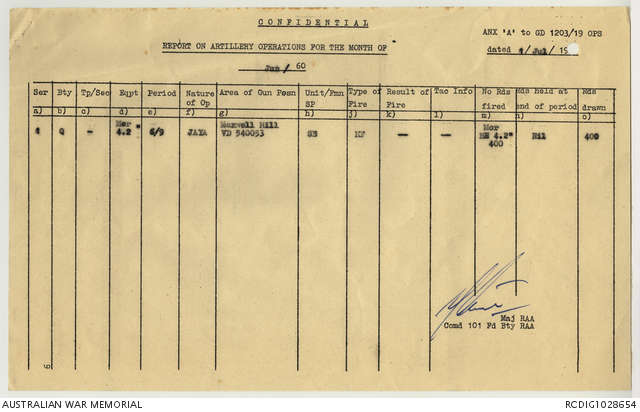 CONFIDENTIAL
ANX 'A' to GD 1203/19 OPS
REPORT ON ARTILLERY OPERATIONS FOR THE MONTH OF
dated 1/Jul/19
Jun/ 60
Ser Bty Tp/Sec Eqpt Period Nature of Op Area of Gun Posn Unit/Fmn SP Type of Fire Result of Fire Tac Info No Rds fired Rds held at end of period Rds drawn
a) b) c) d) e) f) g) h) j) k) l) m) n) o)
1 Q - Mor 4.2" 6/9 JAYA Maxwell Hill VD 540053 - - Mor HE 4.2" 400 Nil 400
Maj RAA
Comd 101 Fd Bty RAA
AUSTRALIAN WAR MEMORIAL
RCDIG1028654